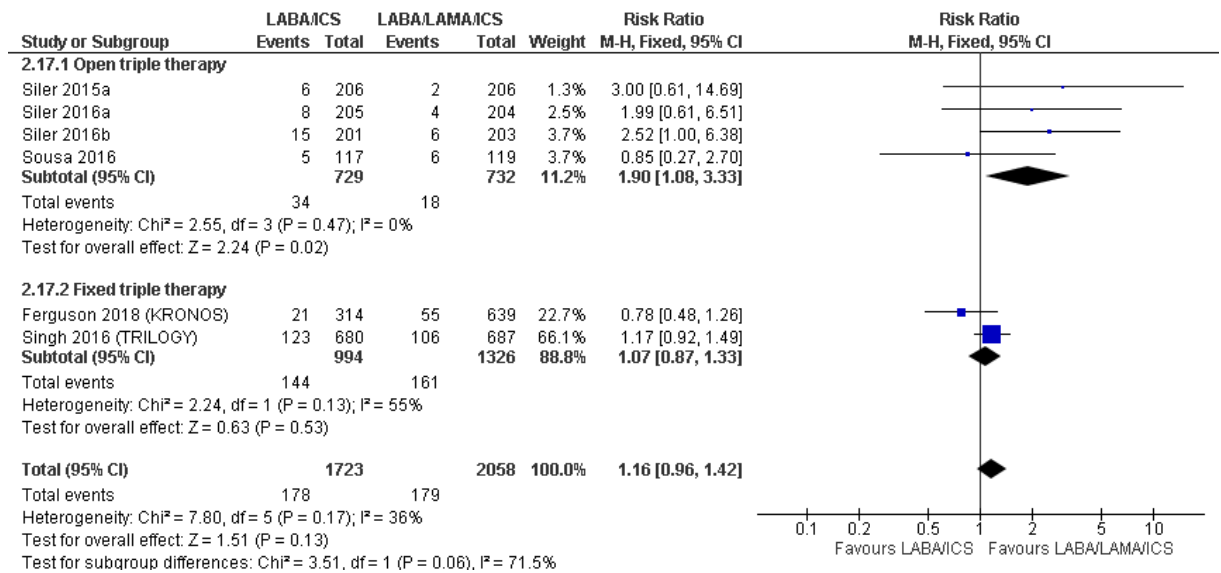 LABA/ICS LABA/LAMA/ICS Risk Ratio Risk Ratio
Study or Subgroup Events Total Events Total Weight M-H, Fixed, 95% CI M-H, Fixed, 95% CI
2.17.1 Open triple therapy
Siler 2015a 6 206 2 206 1.3% 3.00 [0.61, 14.69]
Siler 2016a 8 205 4 204 2.5% 1.99 [0.61, 6.51]
Siler 2016b 15 201 6 203 3.7% 2.52 [1.00, 6.38]
Sousa 2016 5 117 6 119 3.7% 0.85 [0.27, 2.70]
Subtotal (95% CI) 729 732 11.2% 1.90 [1.08, 3.33]
Total events 34 18
Heterogeneity: Chi² = 2.55, df = 3 (P = 0.47); I² = 0%
Test for overall effect: Z = 2.24 (P = 0.02)
2.17.2 Fixed triple therapy
Ferguson 2018 (KRONOS) 21 314 55 639 22.7% 0.78 [0.48, 1.26]
Singh 2016 (TRILOGY) 123 680 106 687 66.1% 1.17 [0.92, 1.49]
Subtotal (95% CI) 994 1326 88.8% 1.07 [0.87, 1.33]
Total events 144 161
Heterogeneity: Chi² = 2.24, df = 1 (P = 0.13); I² = 55%
Test for overall effect: Z = 0.63 (P = 0.53)
Total (95% CI) 1723 2058 100.0% 1.16 [0.96, 1.42]
Total events 178 179
Heterogeneity: Chi² = 7.80, df = 5 (P = 0.17); I² = 36%
Test for overall effect: Z = 1.51 (P = 0.13)
Test for subgroup differences: Chi² = 3.51, df = 1 (P = 0.06), I² = 71.5%
0.1 0.2 0.5 1 2 5 10
Favours LABA/ICS Favours LABA/LAMA/ICS